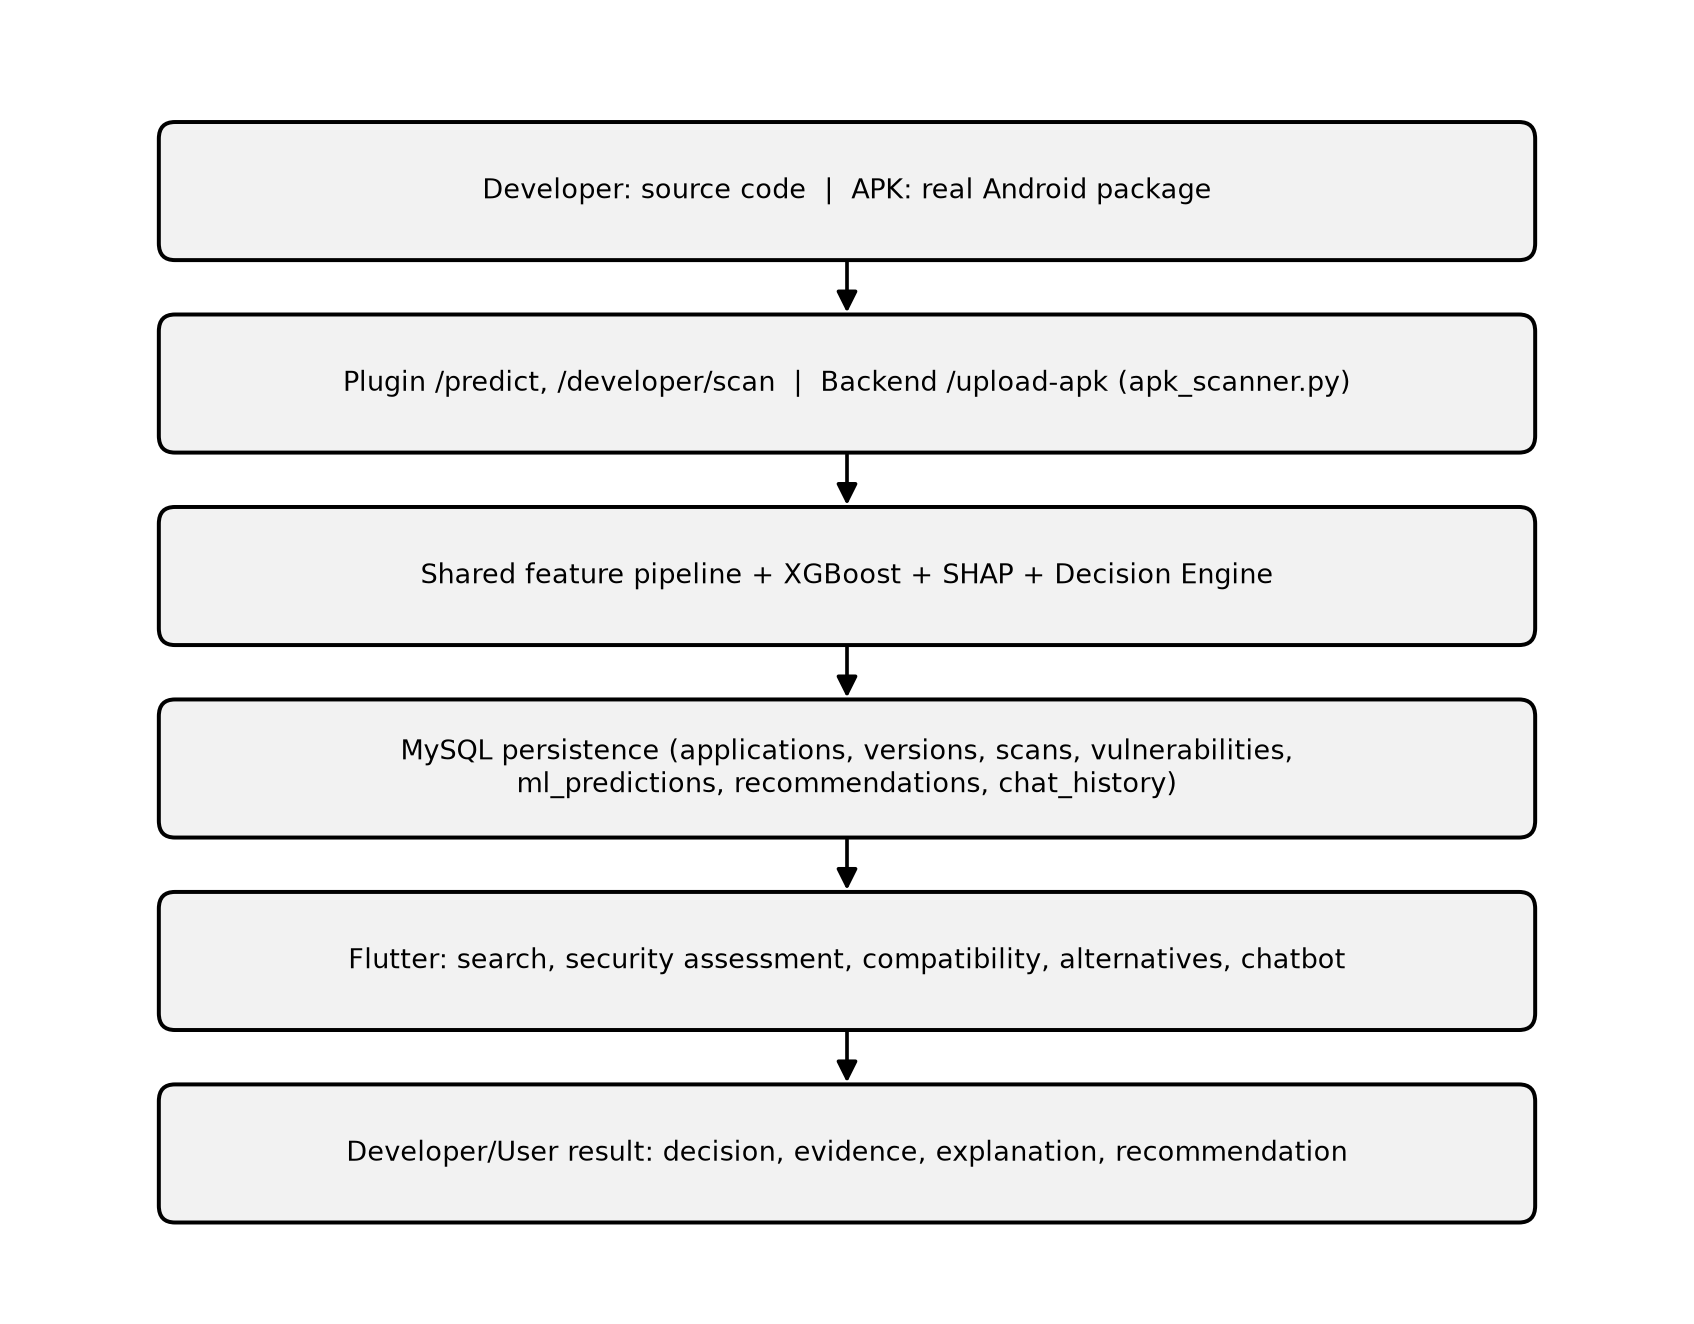 Developer: source code | APK: real Android package
Plugin /predict, /developer/scan | Backend /upload-apk (apk_scanner.py)
Shared feature pipeline + XGBoost + SHAP + Decision Engine
MySQL persistence (applications, versions, scans, vulnerabilities,
ml_predictions, recommendations, chat_history)
Flutter: search, security assessment, compatibility, alternatives, chatbot
Developer/User result: decision, evidence, explanation, recommendation